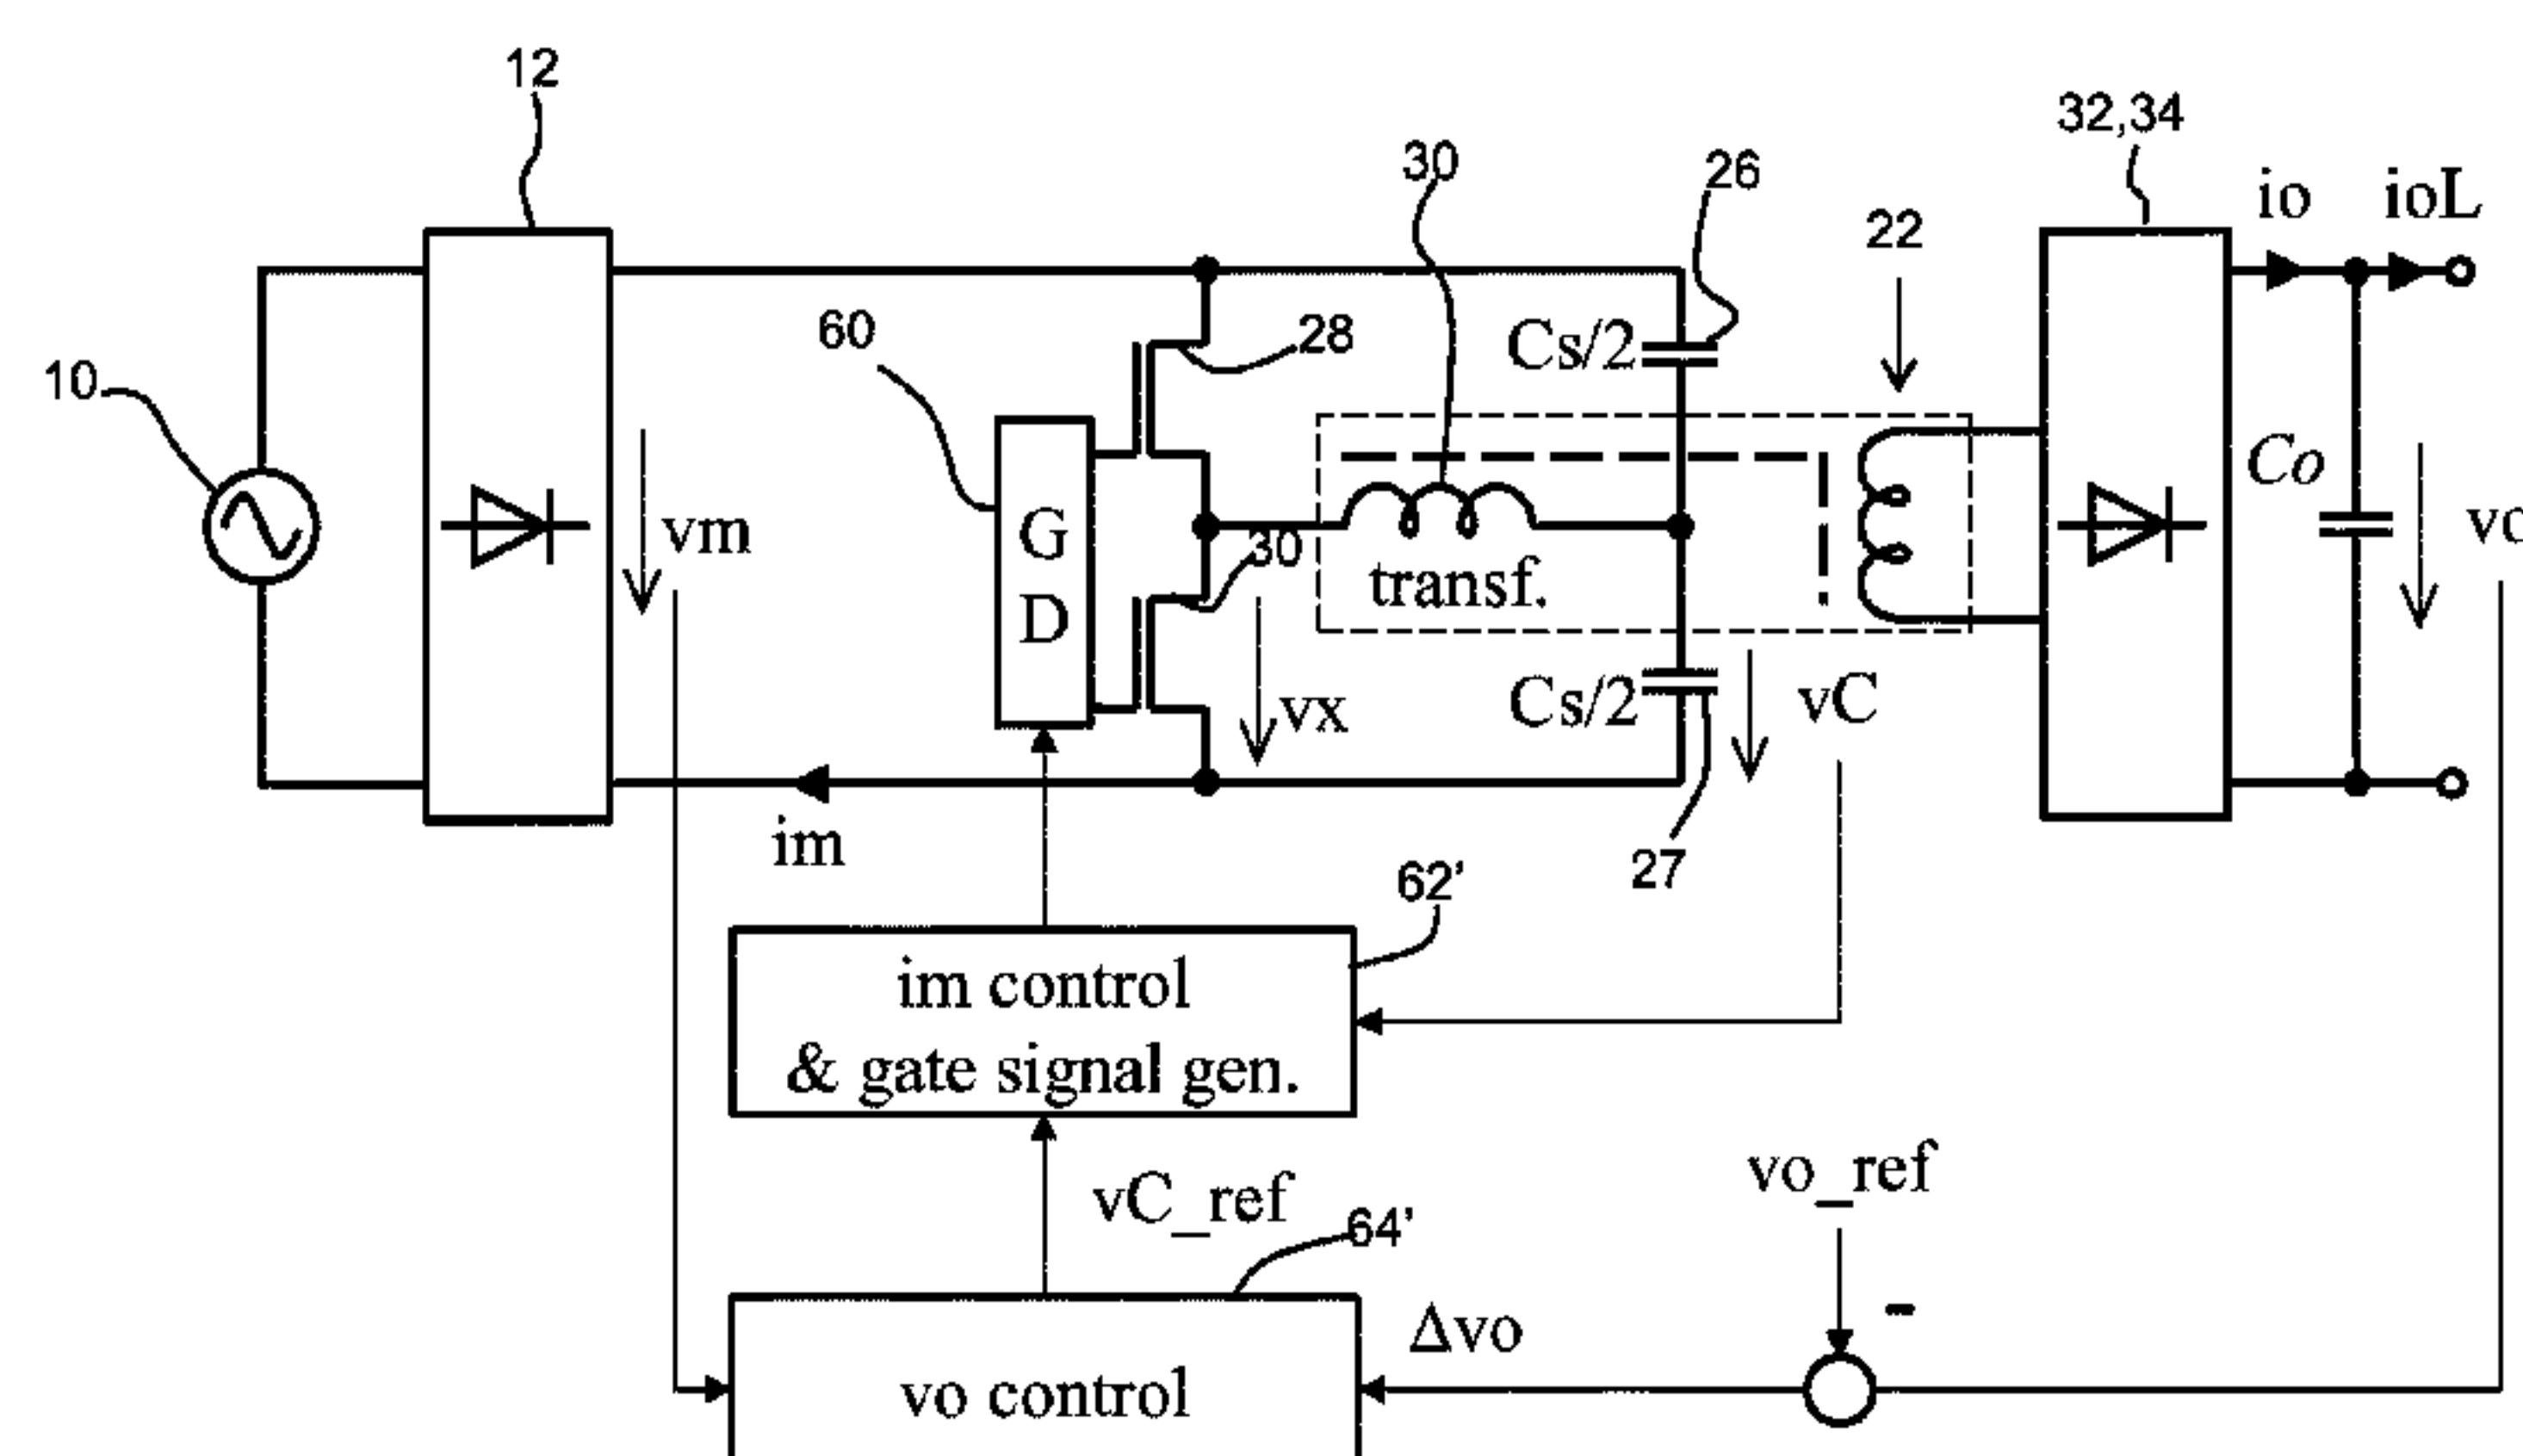 12
32,34
30
26
io
ioL
22
60
28
Cs/2
10
Co
vm
G
D
30
transf.
vx
Cs/2
vC
im
27
62'
im control
& gate signal gen.
vC_ref
vo_ref
64'
-
Δvo
vo control